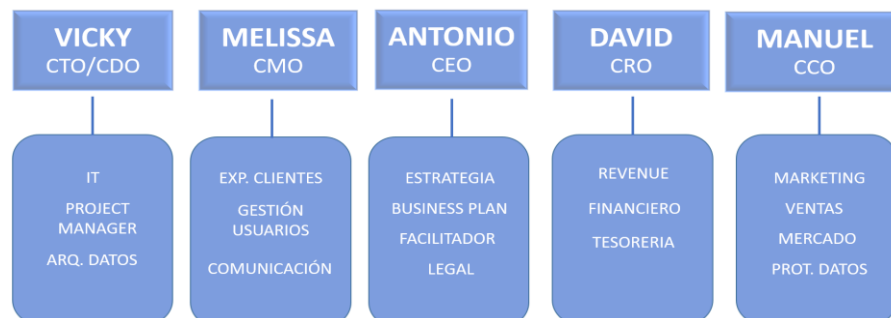 VICKY
CTO/CDO
MELISSA
CMO
ANTONIO
CEO
DAVID
CRO
MANUEL
CCO
IT
PROJECT
MANAGER
ARQ. DATOS
EXP. CLIENTES
GESTIÓN
USUARIOS
COMUNICACIÓN
ESTRATEGIA
BUSINESS PLAN
FACILITADOR
LEGAL
REVENUE
FINANCIERO
TESORERIA
MARKETING
VENTAS
MERCADO
PROT. DATOS